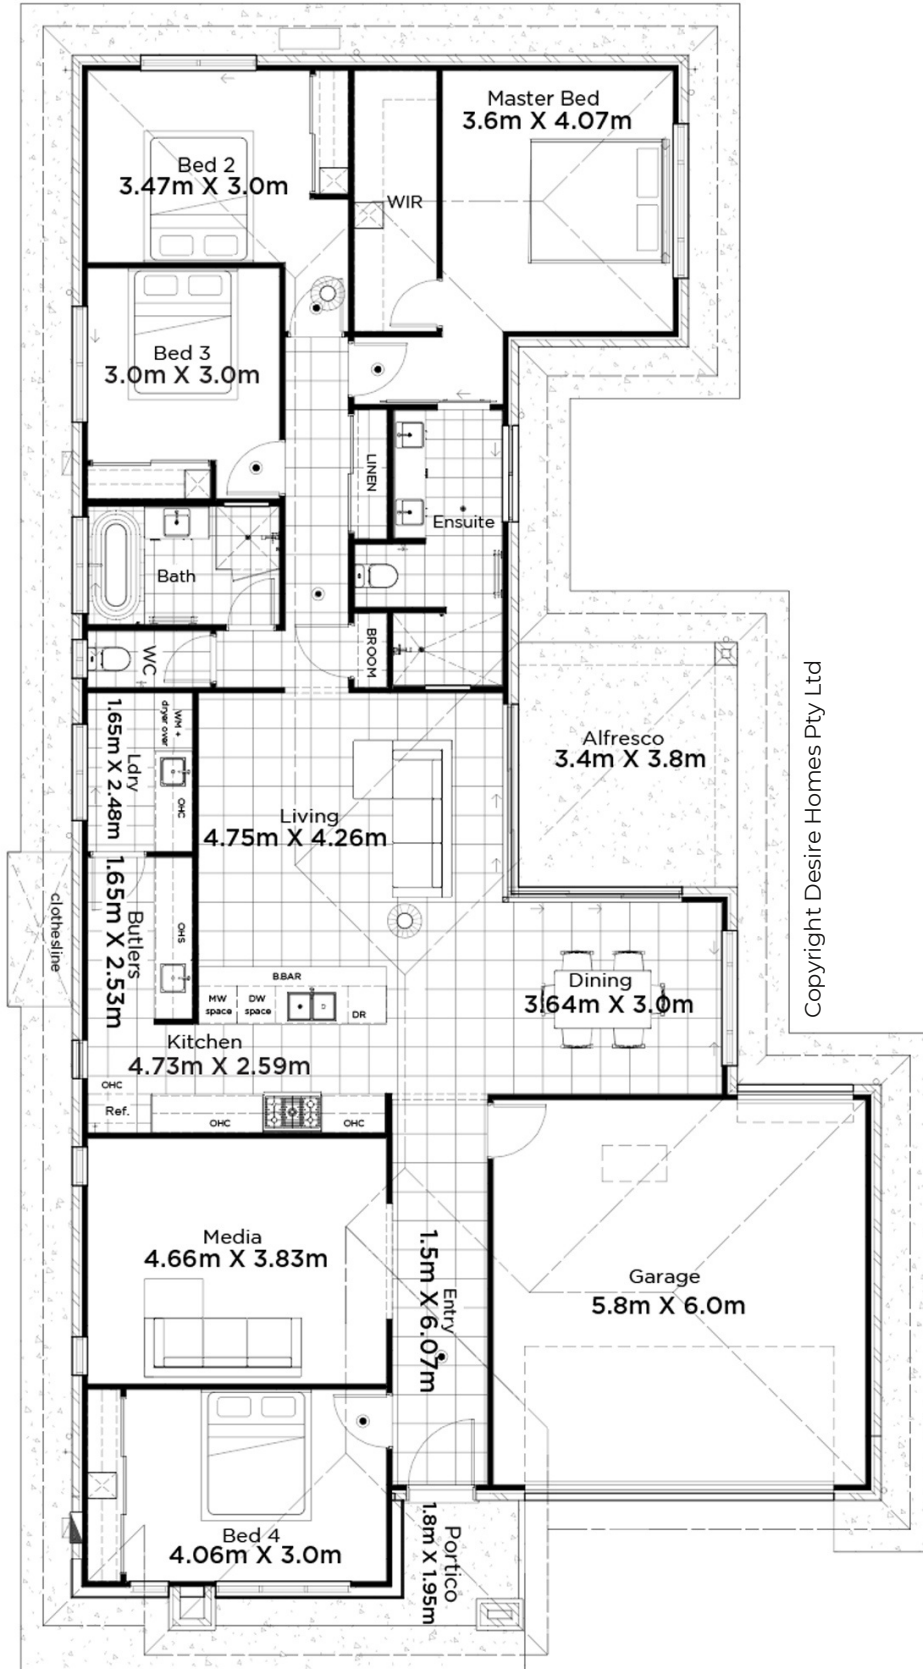 Master Bed
3.6m X 4.07m
Bed 2
3.47m X 3.0m
WIR
Bed 3
3.0m X 3.0m
LINEN
Ensuite
Bath
WC
BROOM
WM +
dryer over
Ldry
1.65m X 2.48m
OHC
Alfresco
3.4m X 3.8m
Living
4.75m X 4.26m
Copyright Desire Homes Pty Ltd
clothesline
Butlers
1.65m X 2.53m
OHS
B.BAR
MW
space
DW
space
DR
Dining
3.64m X 3.0m
Kitchen
4.73m X 2.59m
OHC
Ref.
OHC
OHC
Media
4.66m X 3.83m
Entry
1.5m X 6.07m
Garage
5.8m X 6.0m
Bed 4
4.06m X 3.0m
Portico
1.8m X 1.95m